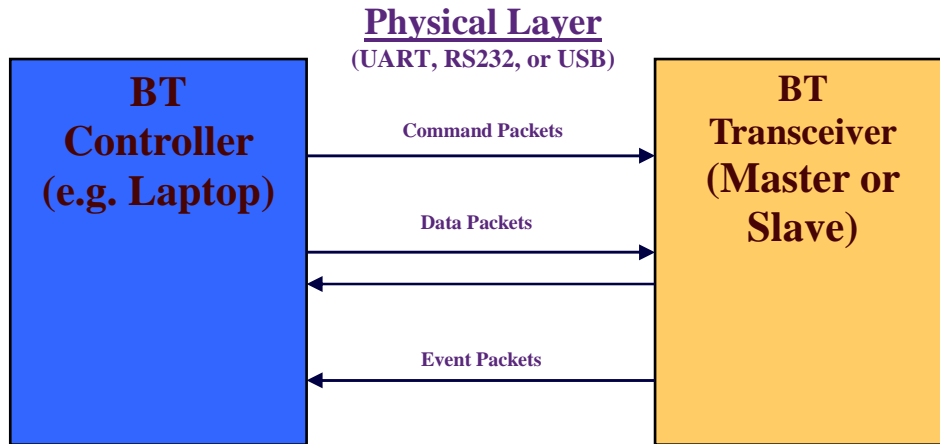 Physical Layer
(UART, RS232, or USB)
BT
Controller
(e.g. Laptop)
Command Packets
Data Packets
Event Packets
BT
Transceiver
(Master or
Slave)